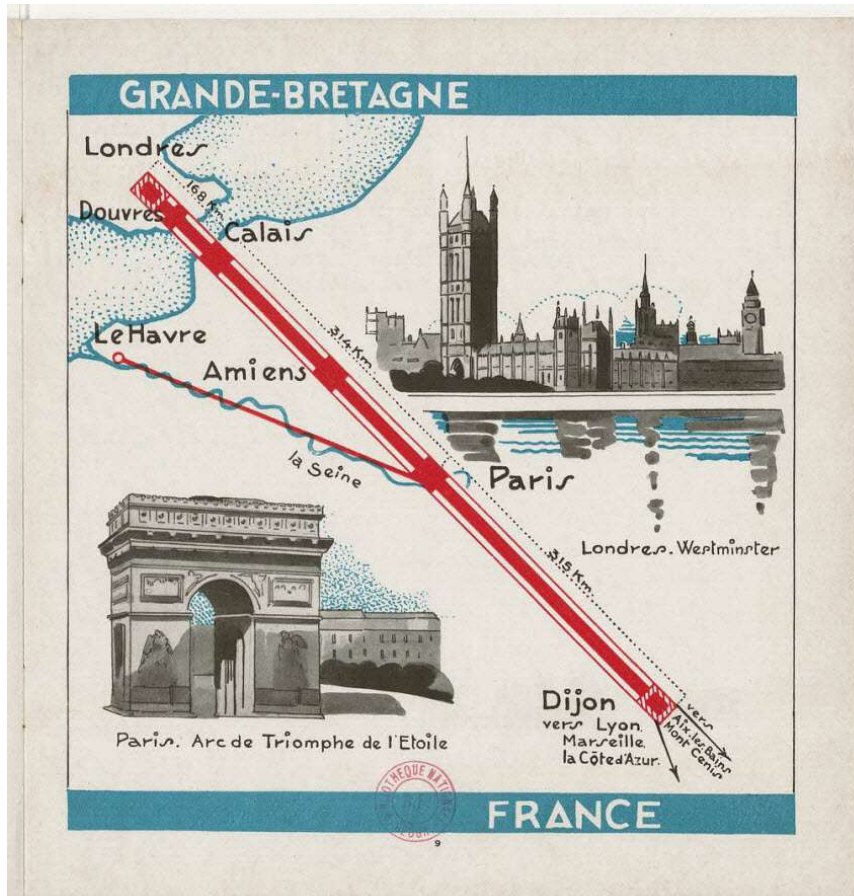 GRANDE-BRETAGNE
Londres
168 Km.
Douvres
Calais
Le Havre
314 Km.
Amiens
la Seine
Paris
Londres. Westminster
315 Km.
Dijon
vers Lyon,
Marseille,
la Côte d'Azur.
vers
Aix-les-Bains
Mont Cenis
Paris. Arc de Triomphe de l'Etoile
FRANCE
9